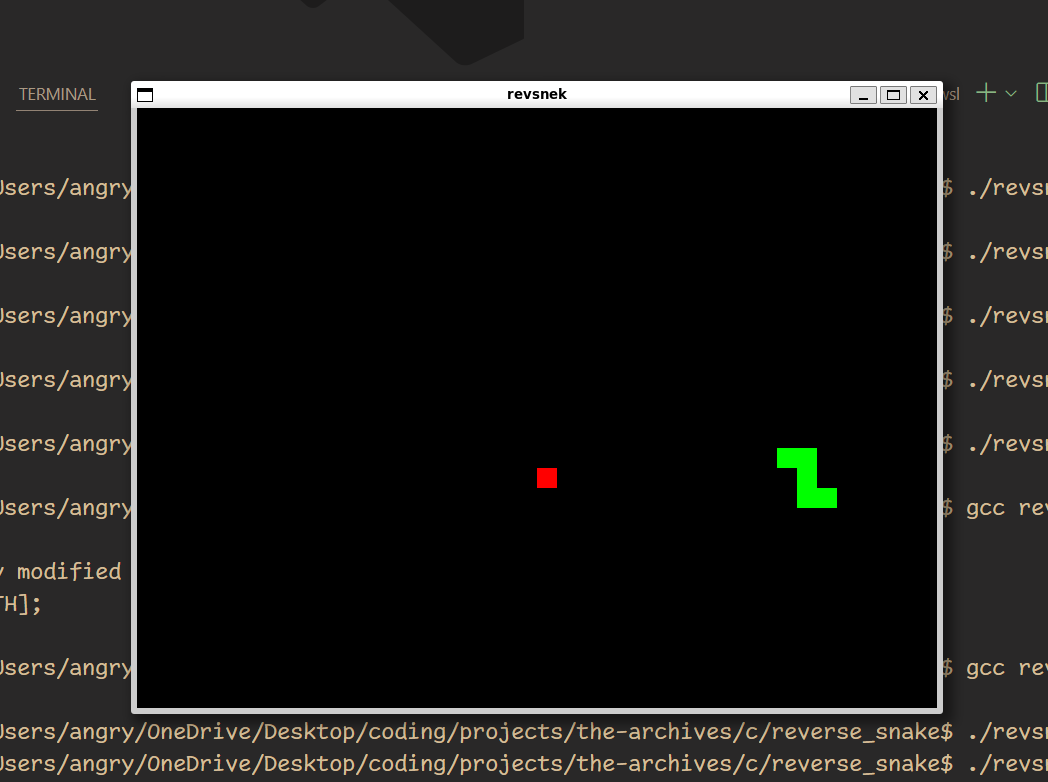 TERMINAL
revsnek
wsl
Users/angry $ ./revsn
Users/angry $ ./revsn
Users/angry $ ./revsn
Users/angry $ ./revsn
Users/angry $ ./revsn
Users/angry $ gcc rev
y modified
TH];
Users/angry $ gcc rev
Users/angry/OneDrive/Desktop/coding/projects/the-archives/c/reverse_snake$ ./revsn
Users/angry/OneDrive/Desktop/coding/projects/the-archives/c/reverse_snake$ ./revsn